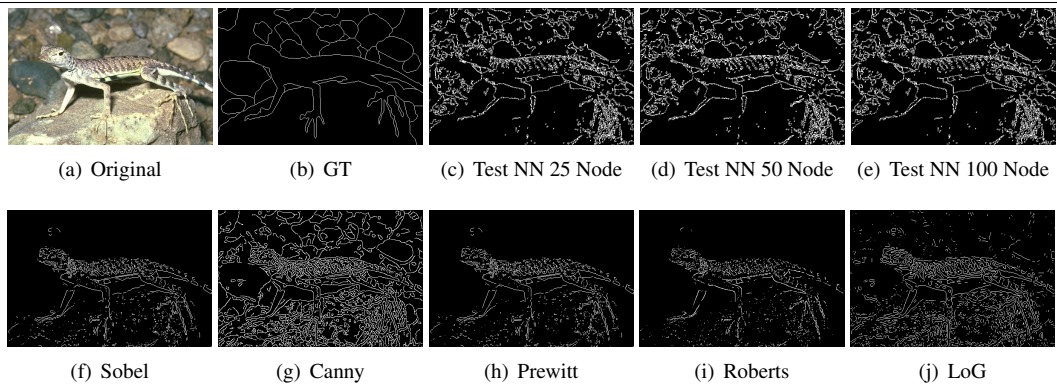 (a) Original (b) GT (c) Test NN 25 Node (d) Test NN 50 Node (e) Test NN 100 Node
(f) Sobel (g) Canny (h) Prewitt (i) Roberts (j) LoG